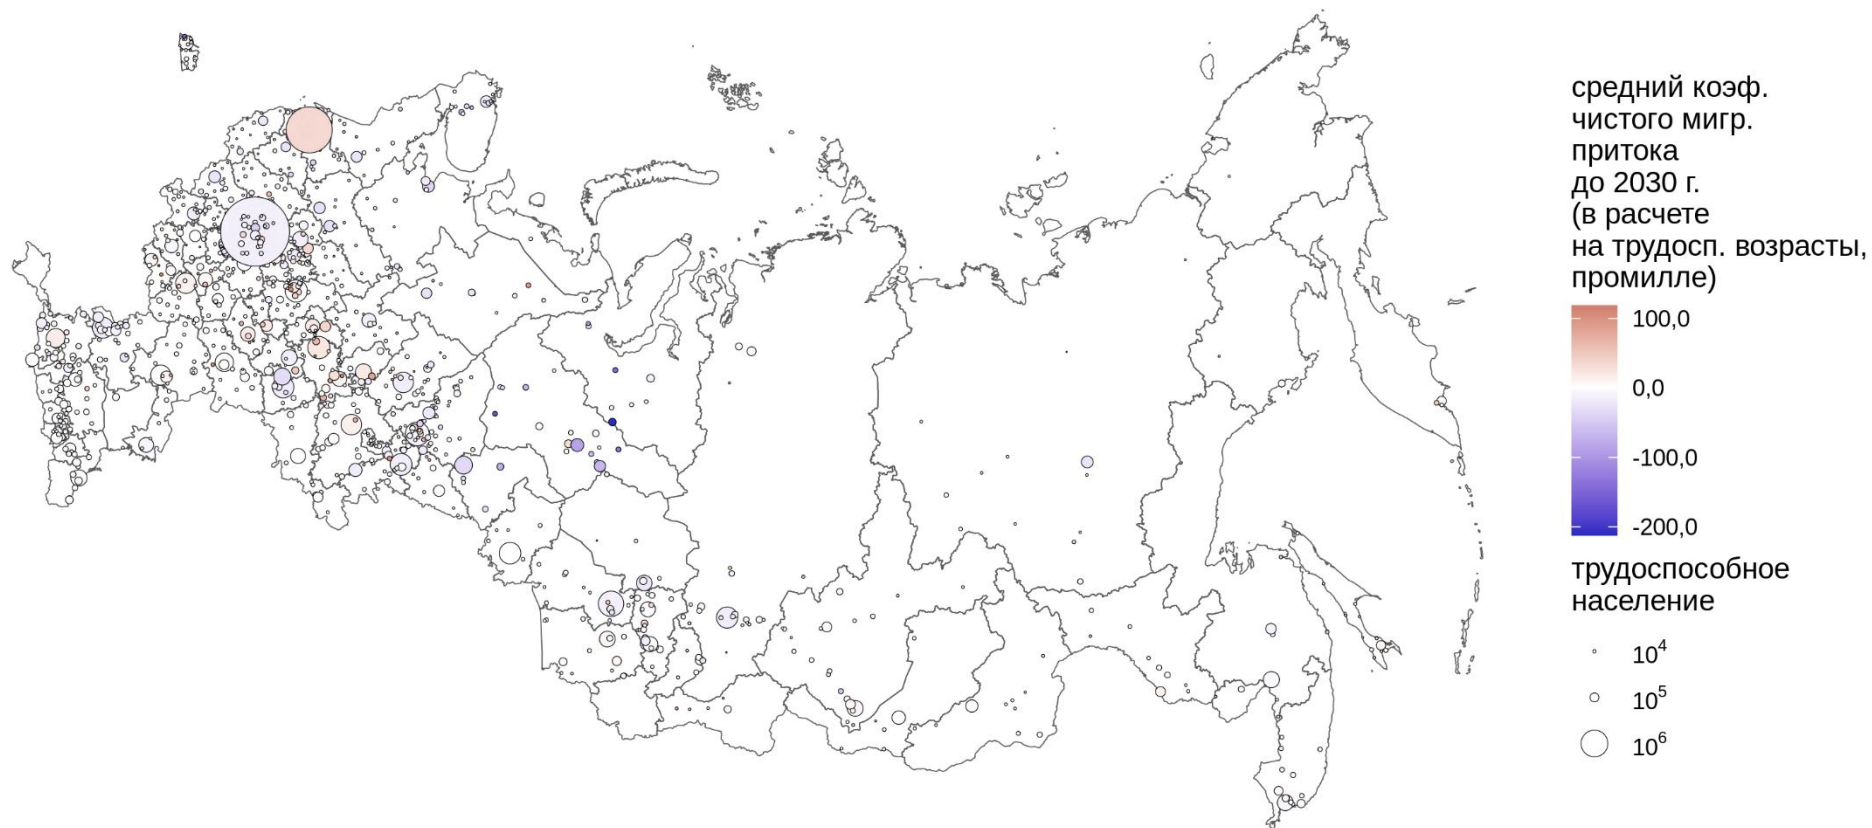 средний коэф.
чистого мигр.
притока
до 2030 г.
(в расчете
на трудосп. возрасты,
промилле)
100,0
0,0
-100,0
-200,0
трудоспособное
население
10⁴
10⁵
10⁶